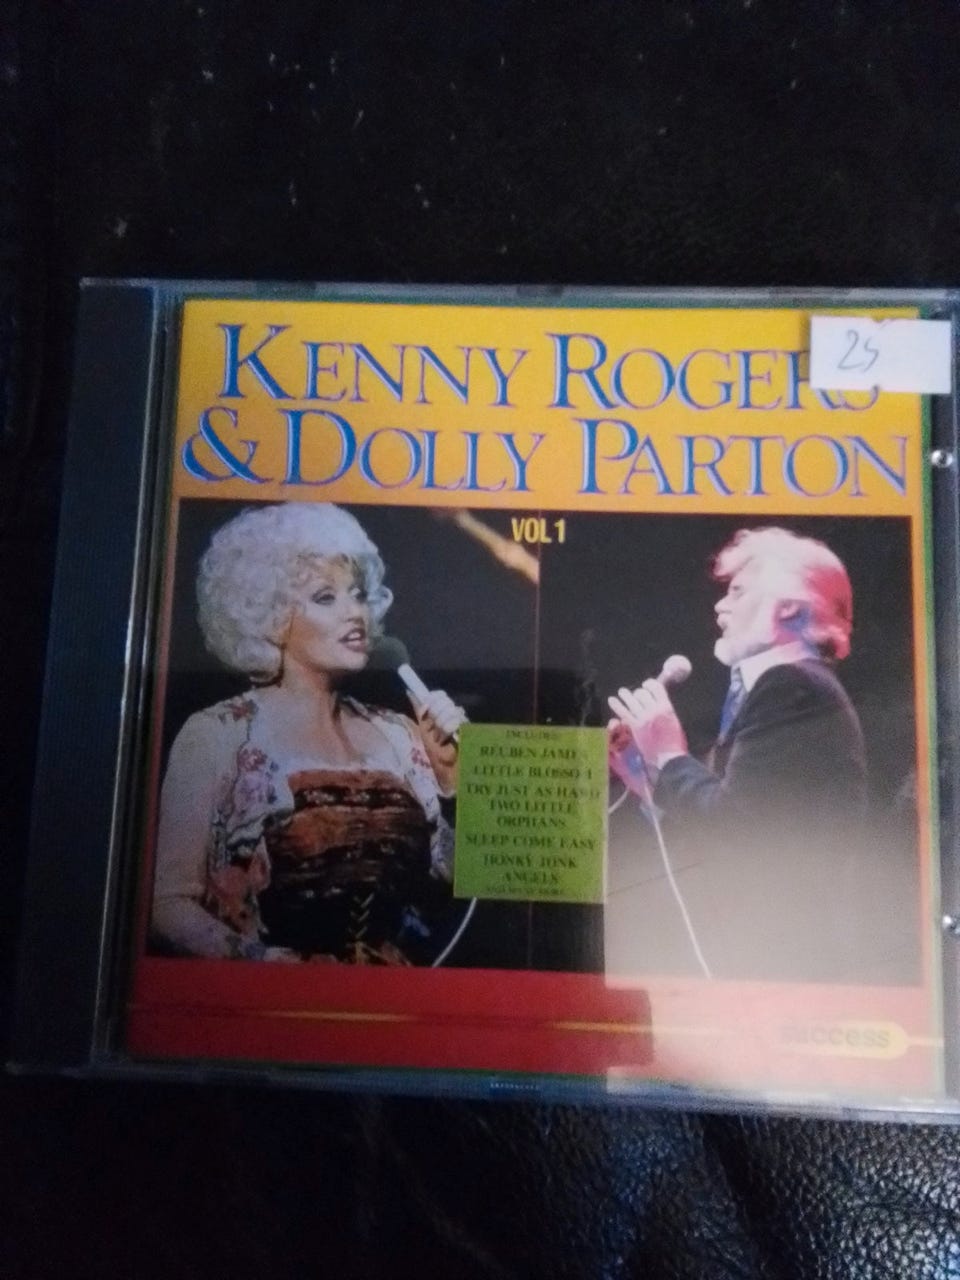 KENNY ROGERS
25
& DOLLY PARTON
VOL 1
INCLUDES:
REUBEN JAMES
LITTLE BLOSSOM
TRY JUST AS HARD
TWO LITTLE
ORPHANS
SLEEP COME EASY
HONKY TONK
ANGELS
success